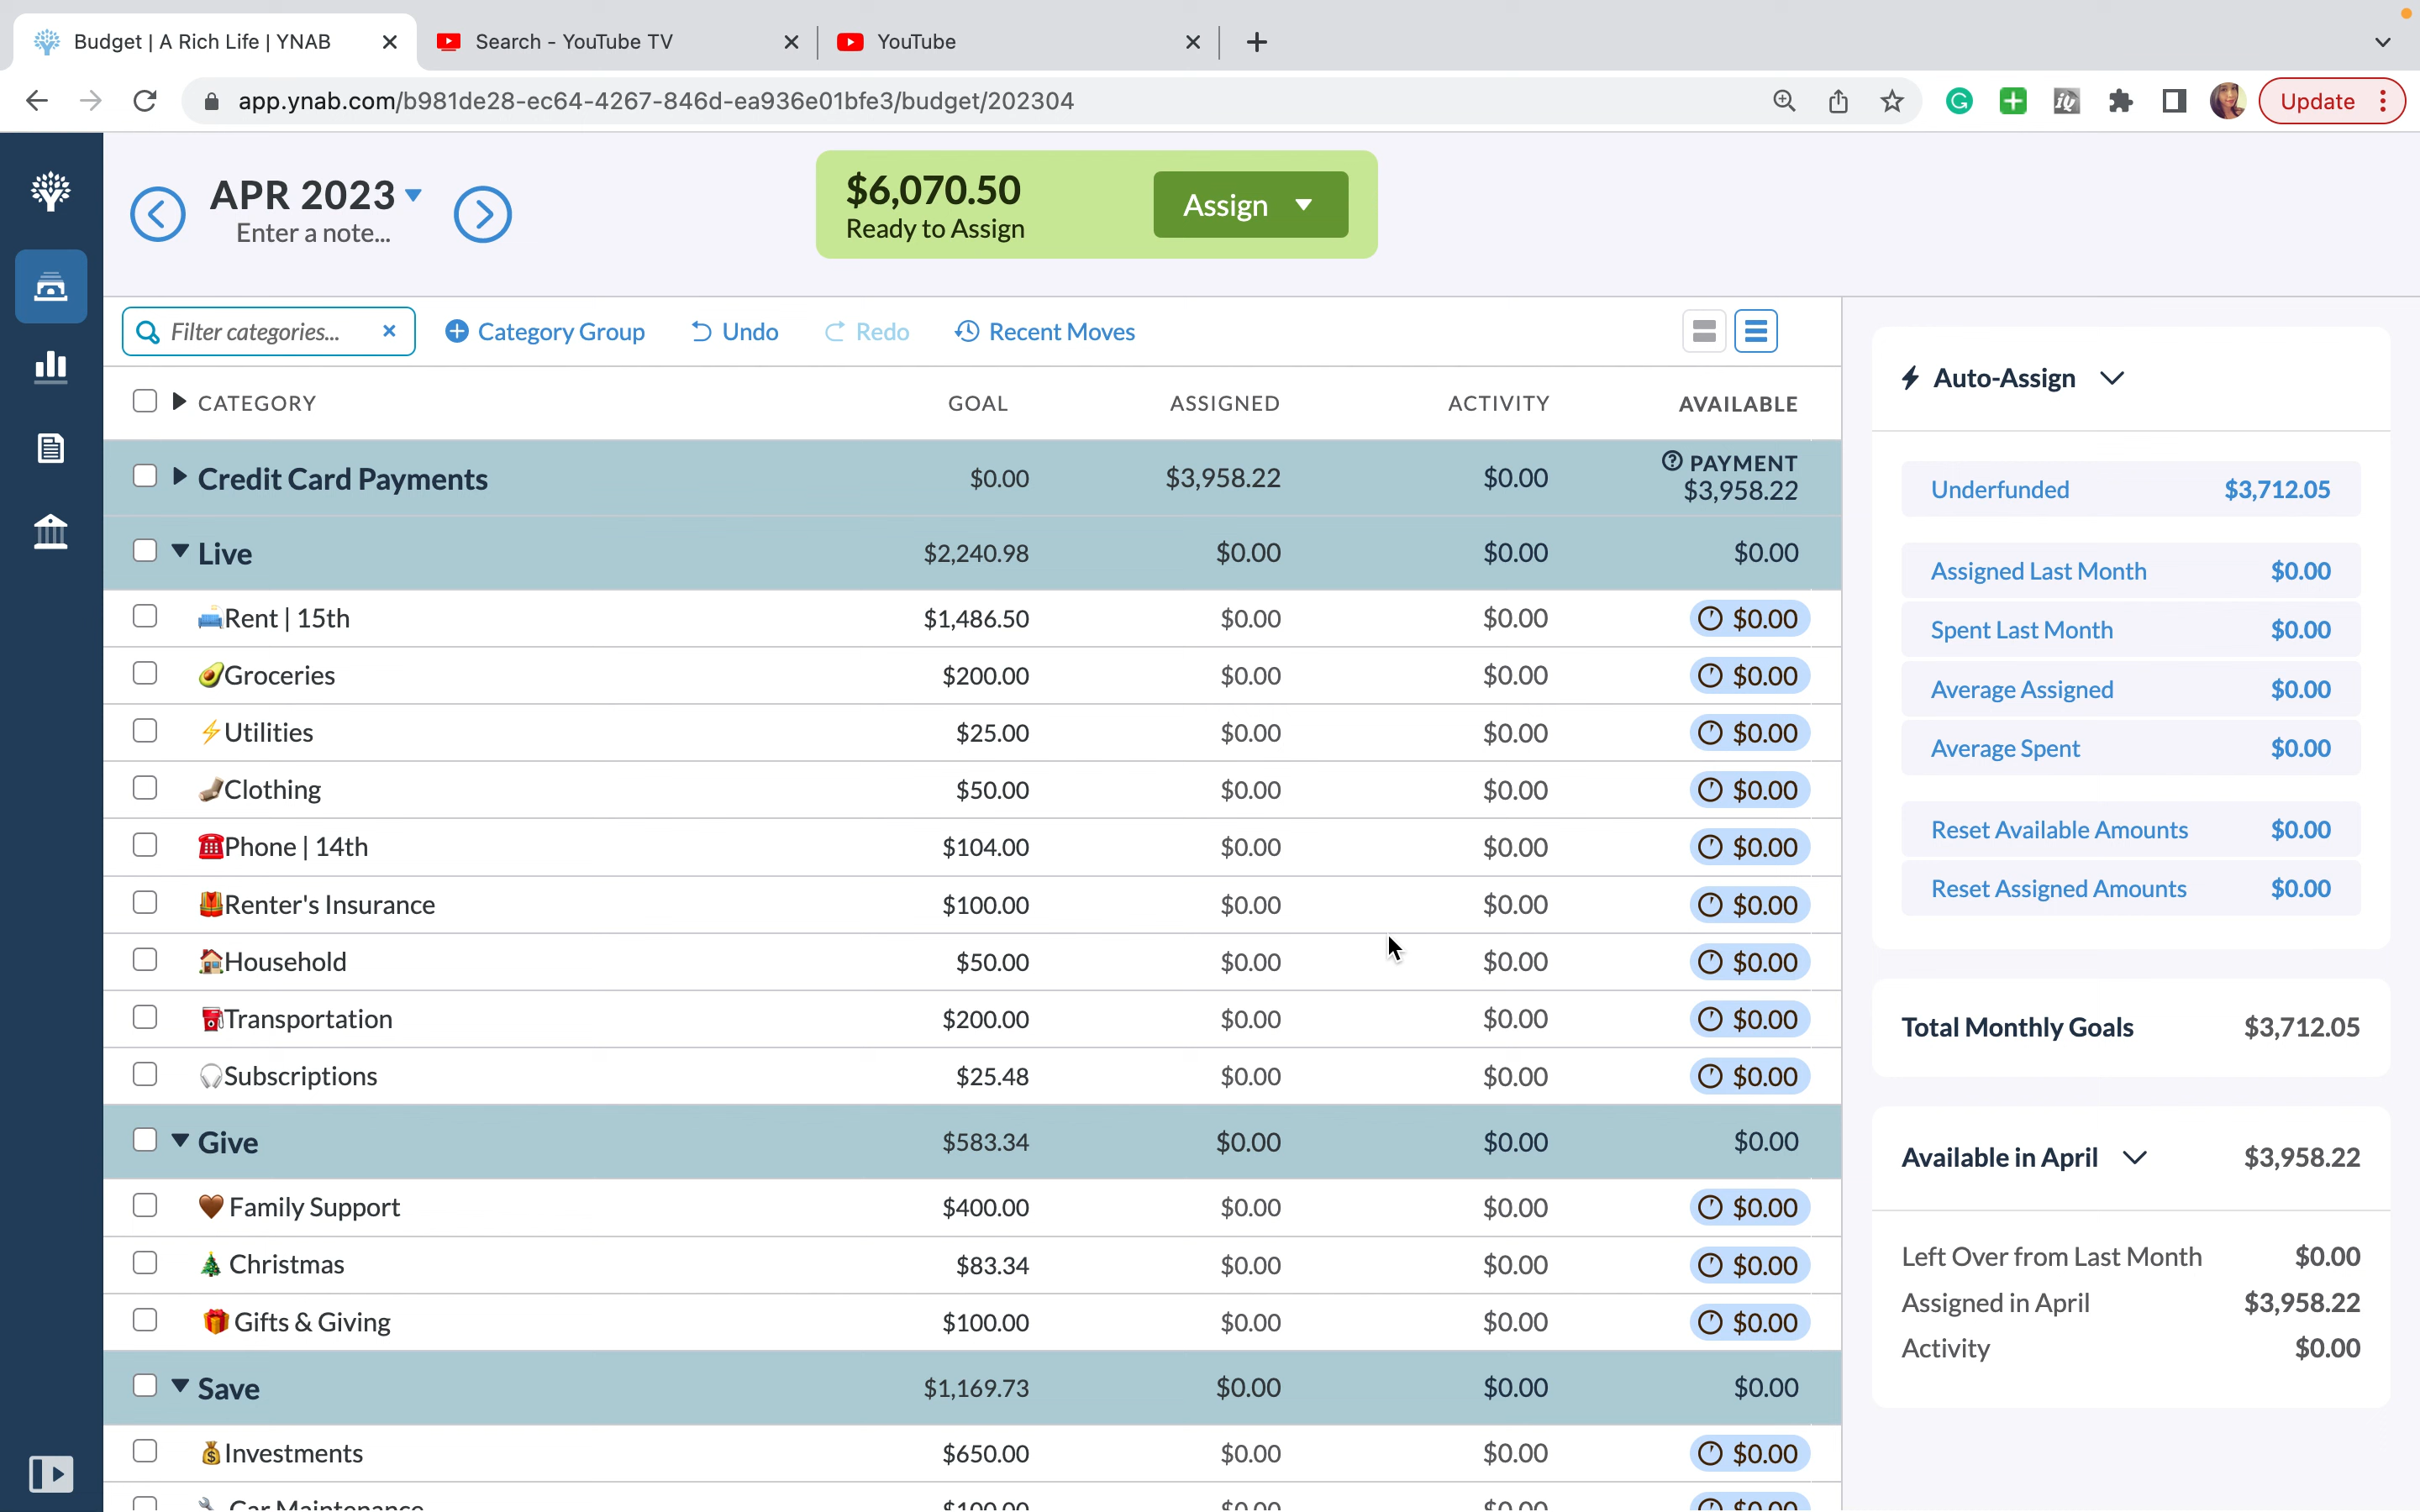 Budget | A Rich Life | YNAB
Search - YouTube TV
YouTube
app.ynab.com/b981de28-ec64-4267-846d-ea936e01bfe3/budget/202304
Update
APR 2023
Enter a note...
$6,070.50
Ready to Assign
Assign
Filter categories...
Category Group
Undo
Redo
Recent Moves
CATEGORY GOAL ASSIGNED ACTIVITY AVAILABLE
Credit Card Payments $0.00 $3,958.22 $0.00 PAYMENT $3,958.22
Live $2,240.98 $0.00 $0.00 $0.00
Rent | 15th $1,486.50 $0.00 $0.00 $0.00
Groceries $200.00 $0.00 $0.00 $0.00
Utilities $25.00 $0.00 $0.00 $0.00
Clothing $50.00 $0.00 $0.00 $0.00
Phone | 14th $104.00 $0.00 $0.00 $0.00
Renter's Insurance $100.00 $0.00 $0.00 $0.00
Household $50.00 $0.00 $0.00 $0.00
Transportation $200.00 $0.00 $0.00 $0.00
Subscriptions $25.48 $0.00 $0.00 $0.00
Give $583.34 $0.00 $0.00 $0.00
Family Support $400.00 $0.00 $0.00 $0.00
Christmas $83.34 $0.00 $0.00 $0.00
Gifts & Giving $100.00 $0.00 $0.00 $0.00
Save $1,169.73 $0.00 $0.00 $0.00
Investments $650.00 $0.00 $0.00 $0.00
Car Maintenance $100.00 $0.00 $0.00 $0.00
Auto-Assign
Underfunded $3,712.05
Assigned Last Month $0.00
Spent Last Month $0.00
Average Assigned $0.00
Average Spent $0.00
Reset Available Amounts $0.00
Reset Assigned Amounts $0.00
Total Monthly Goals $3,712.05
Available in April $3,958.22
Left Over from Last Month $0.00
Assigned in April $3,958.22
Activity $0.00